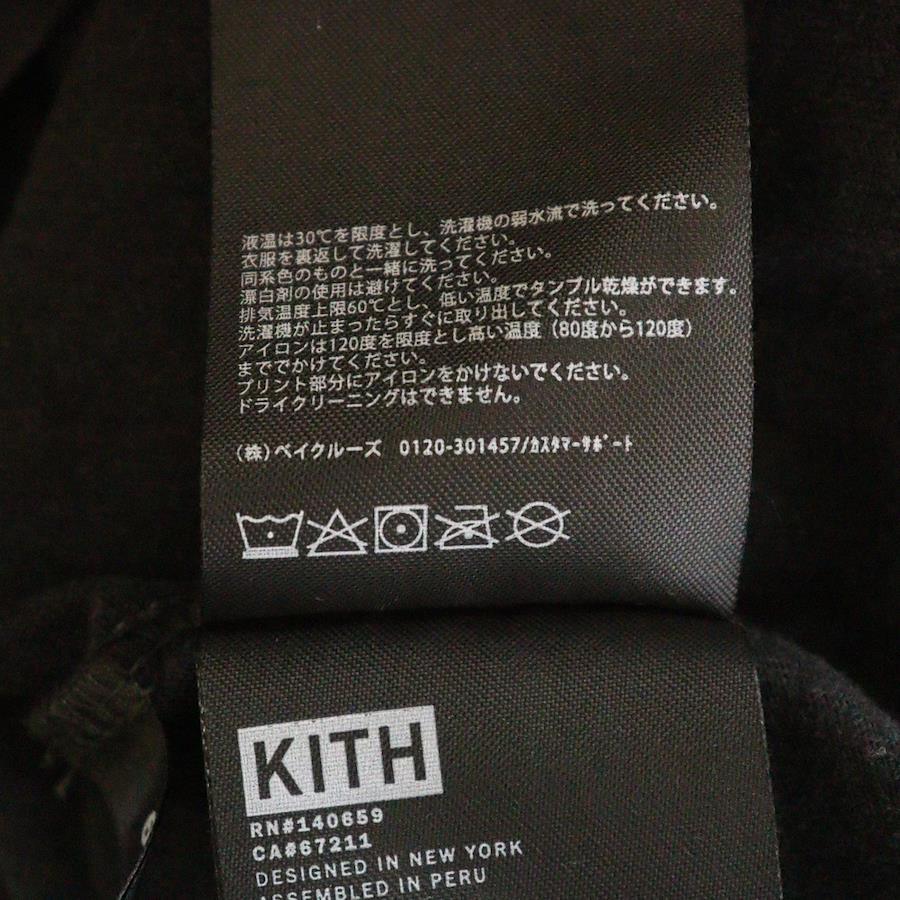 液温は30℃を限度とし、洗濯機の弱水流で洗ってください。
衣服を裏返して洗濯してください。
同系色のものと一緒に洗ってください。
漂白剤の使用は避けてください。
排気温度上限60℃とし、低い温度でタンブル乾燥ができます。
洗濯機が止まったらすぐに取り出してください。
アイロンは120度を限度とし高い温度（80度から120度）
まででかけてください。
プリント部分にアイロンをかけないでください。
ドライクリーニングはできません。
（株）ベイクルーズ 0120-301457/ｶｽﾀﾏｰｻﾎﾟｰﾄ
KITH
RN#140659
CA#67211
DESIGNED IN NEW YORK
ASSEMBLED IN PERU